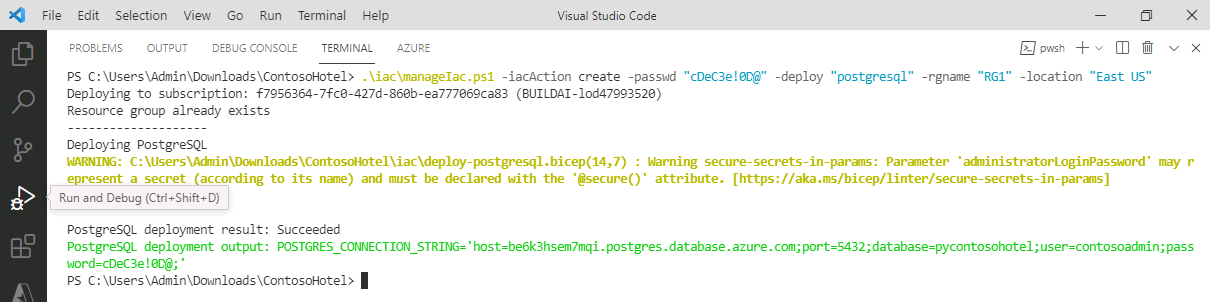 File Edit Selection View Go Run Terminal Help Visual Studio Code
PROBLEMS OUTPUT DEBUG CONSOLE TERMINAL AZURE pwsh
PS C:\Users\Admin\Downloads\ContosoHotel> .\iac\manageIac.ps1 -iacAction create -passwd "cDeC3e!0D@" -deploy "postgresql" -rgname "RG1" -location "East US"
Deploying to subscription: f7956364-7fc0-427d-860b-ea777069ca83 (BUILDAI-lod47993520)
Resource group already exists
--------------------
Deploying PostgreSQL
WARNING: C:\Users\Admin\Downloads\ContosoHotel\iac\deploy-postgresql.bicep(14,7) : Warning secure-secrets-in-params: Parameter 'administratorLoginPassword' may r
epresent a secret (according to its name) and must be declared with the '@secure()' attribute. [https://aka.ms/bicep/linter/secure-secrets-in-params]
Run and Debug (Ctrl+Shift+D)
PostgreSQL deployment result: Succeeded
PostgreSQL deployment output: POSTGRES_CONNECTION_STRING='host=be6k3hsem7mqi.postgres.database.azure.com;port=5432;database=pycontosohotel;user=contosoadmin;pas
sword=cDeC3e!0D@;'
PS C:\Users\Admin\Downloads\ContosoHotel>